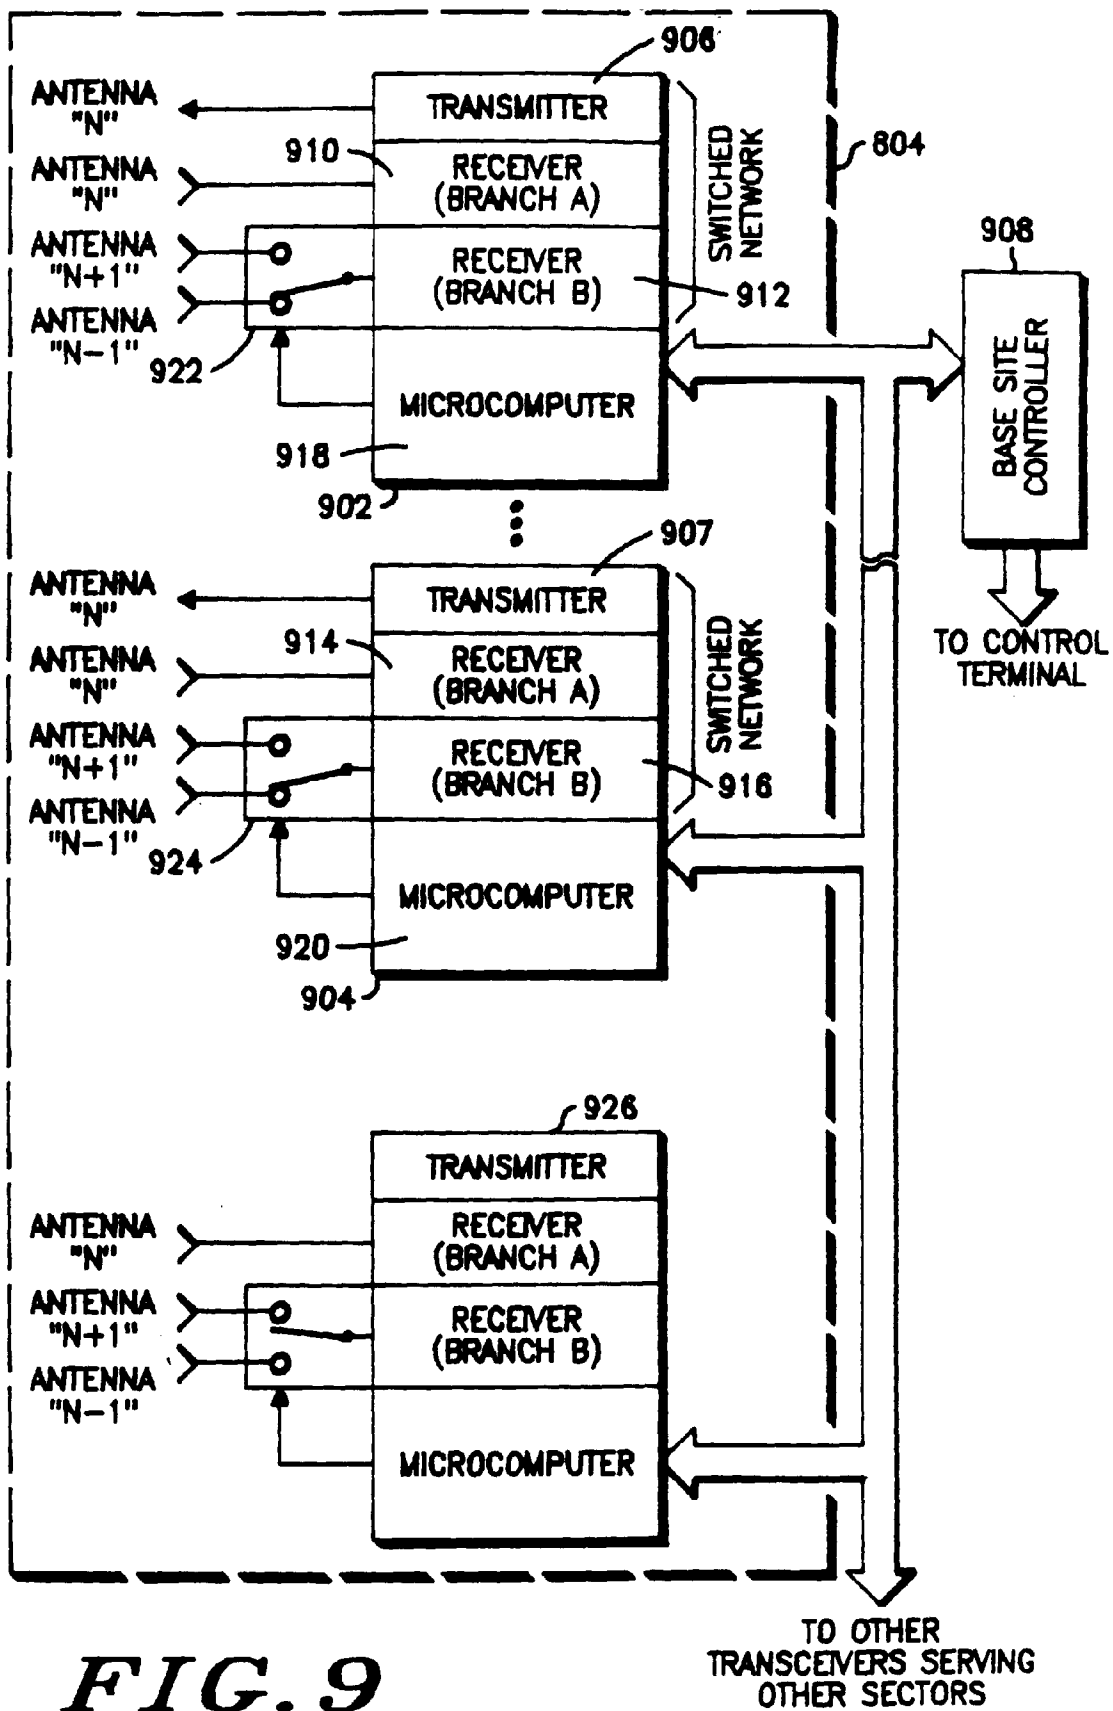 906
ANTENNA
"N"
TRANSMITTER
804
910
ANTENNA
"N"
RECEIVER
(BRANCH A)
SWITCHED
NETWORK
908
ANTENNA
"N+1"
RECEIVER
(BRANCH B)
912
ANTENNA
"N-1"
922
BASE SITE
CONTROLLER
MICROCOMPUTER
918
902
907
ANTENNA
"N"
TRANSMITTER
914
TO CONTROL
TERMINAL
ANTENNA
"N"
RECEIVER
(BRANCH A)
SWITCHED
NETWORK
ANTENNA
"N+1"
RECEIVER
(BRANCH B)
916
ANTENNA
"N-1"
924
MICROCOMPUTER
920
904
926
TRANSMITTER
ANTENNA
"N"
RECEIVER
(BRANCH A)
ANTENNA
"N+1"
RECEIVER
(BRANCH B)
ANTENNA
"N-1"
MICROCOMPUTER
TO OTHER
TRANSCEIVERS SERVING
OTHER SECTORS
FIG. 9